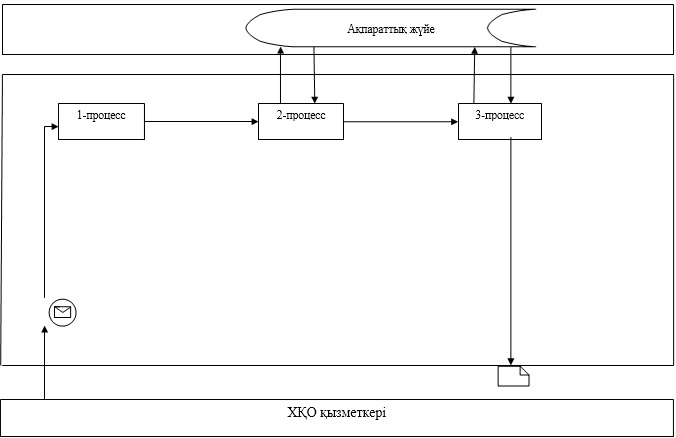 Ақпараттық жүйе
1-процесс
2-процесс
3-процесс
ХҚО қызметкері